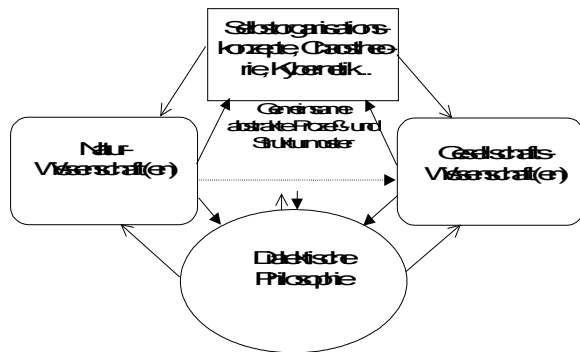 Selbstorganisations-
konzepte, Chaostheo-
rie, Kybernetik...
Gemeinsame
abstrakte Prozeß- und
Strukturmuster
Natur-
Wissenschaft(en)
Gesellschafts-
Wissenschaft(en)
Dialektische
Philosophie